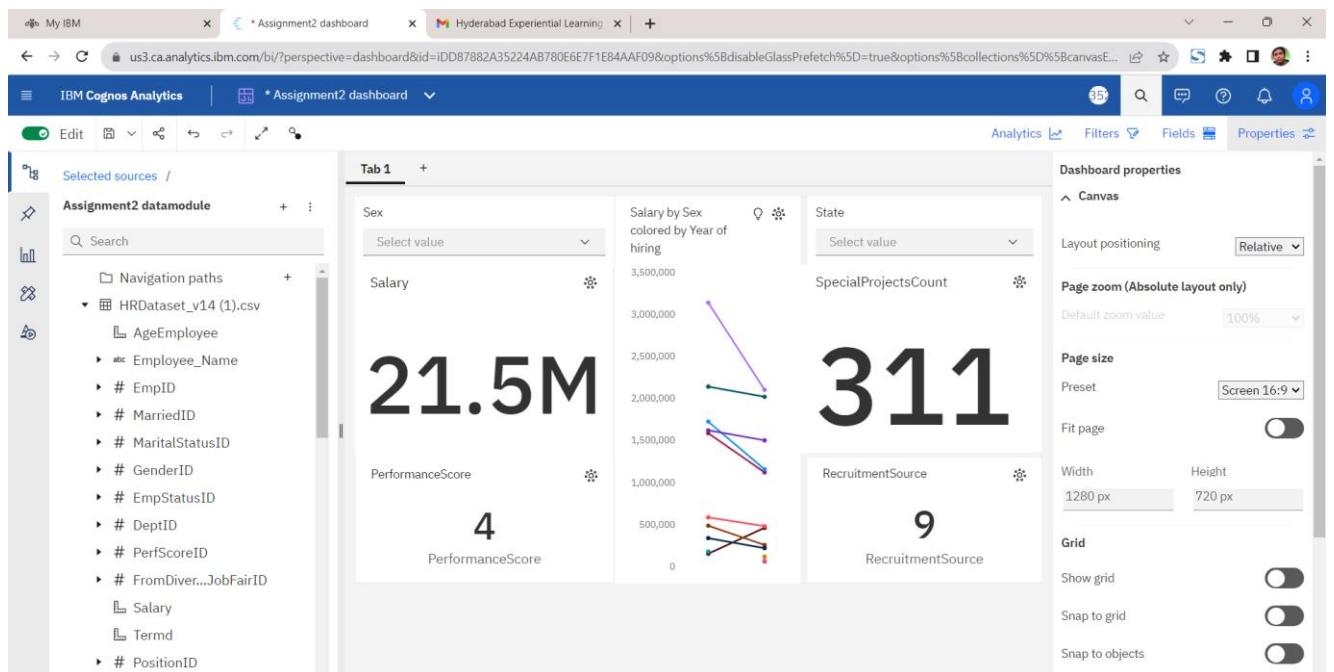 My IBM
* Assignment2 dashboard
Hyderabad Experiential Learning
us3.ca.analytics.ibm.com/bi/?perspective=dashboard&id=iDD87882A35224AB780E6E7F1E84AAF09&options%5BdisableGlassPrefetch%5D=true&options%5Bcollections%5D%5BcanvasE...
IBM Cognos Analytics
* Assignment2 dashboard
Edit
Analytics
Filters
Fields
Properties
Selected sources /
Assignment2 datamodule
Search
Navigation paths
HRDataset_v14 (1).csv
AgeEmployee
abc Employee_Name
# EmpID
# MarriedID
# MaritalStatusID
# GenderID
# EmpStatusID
# DeptID
# PerfScoreID
# FromDiver...JobFairID
Salary
Termd
# PositionID
Tab 1 +
Sex
Select value
Salary
21.5M
PerformanceScore
4
PerformanceScore
Salary by Sex
colored by Year of
hiring
3,500,000
3,000,000
2,500,000
2,000,000
1,500,000
1,000,000
500,000
0
State
Select value
SpecialProjectsCount
311
RecruitmentSource
9
RecruitmentSource
Dashboard properties
Canvas
Layout positioning
Relative
Page zoom (Absolute layout only)
Default zoom value
100%
Page size
Preset
Screen 16:9
Fit page
Width Height
1280 px 720 px
Grid
Show grid
Snap to grid
Snap to objects